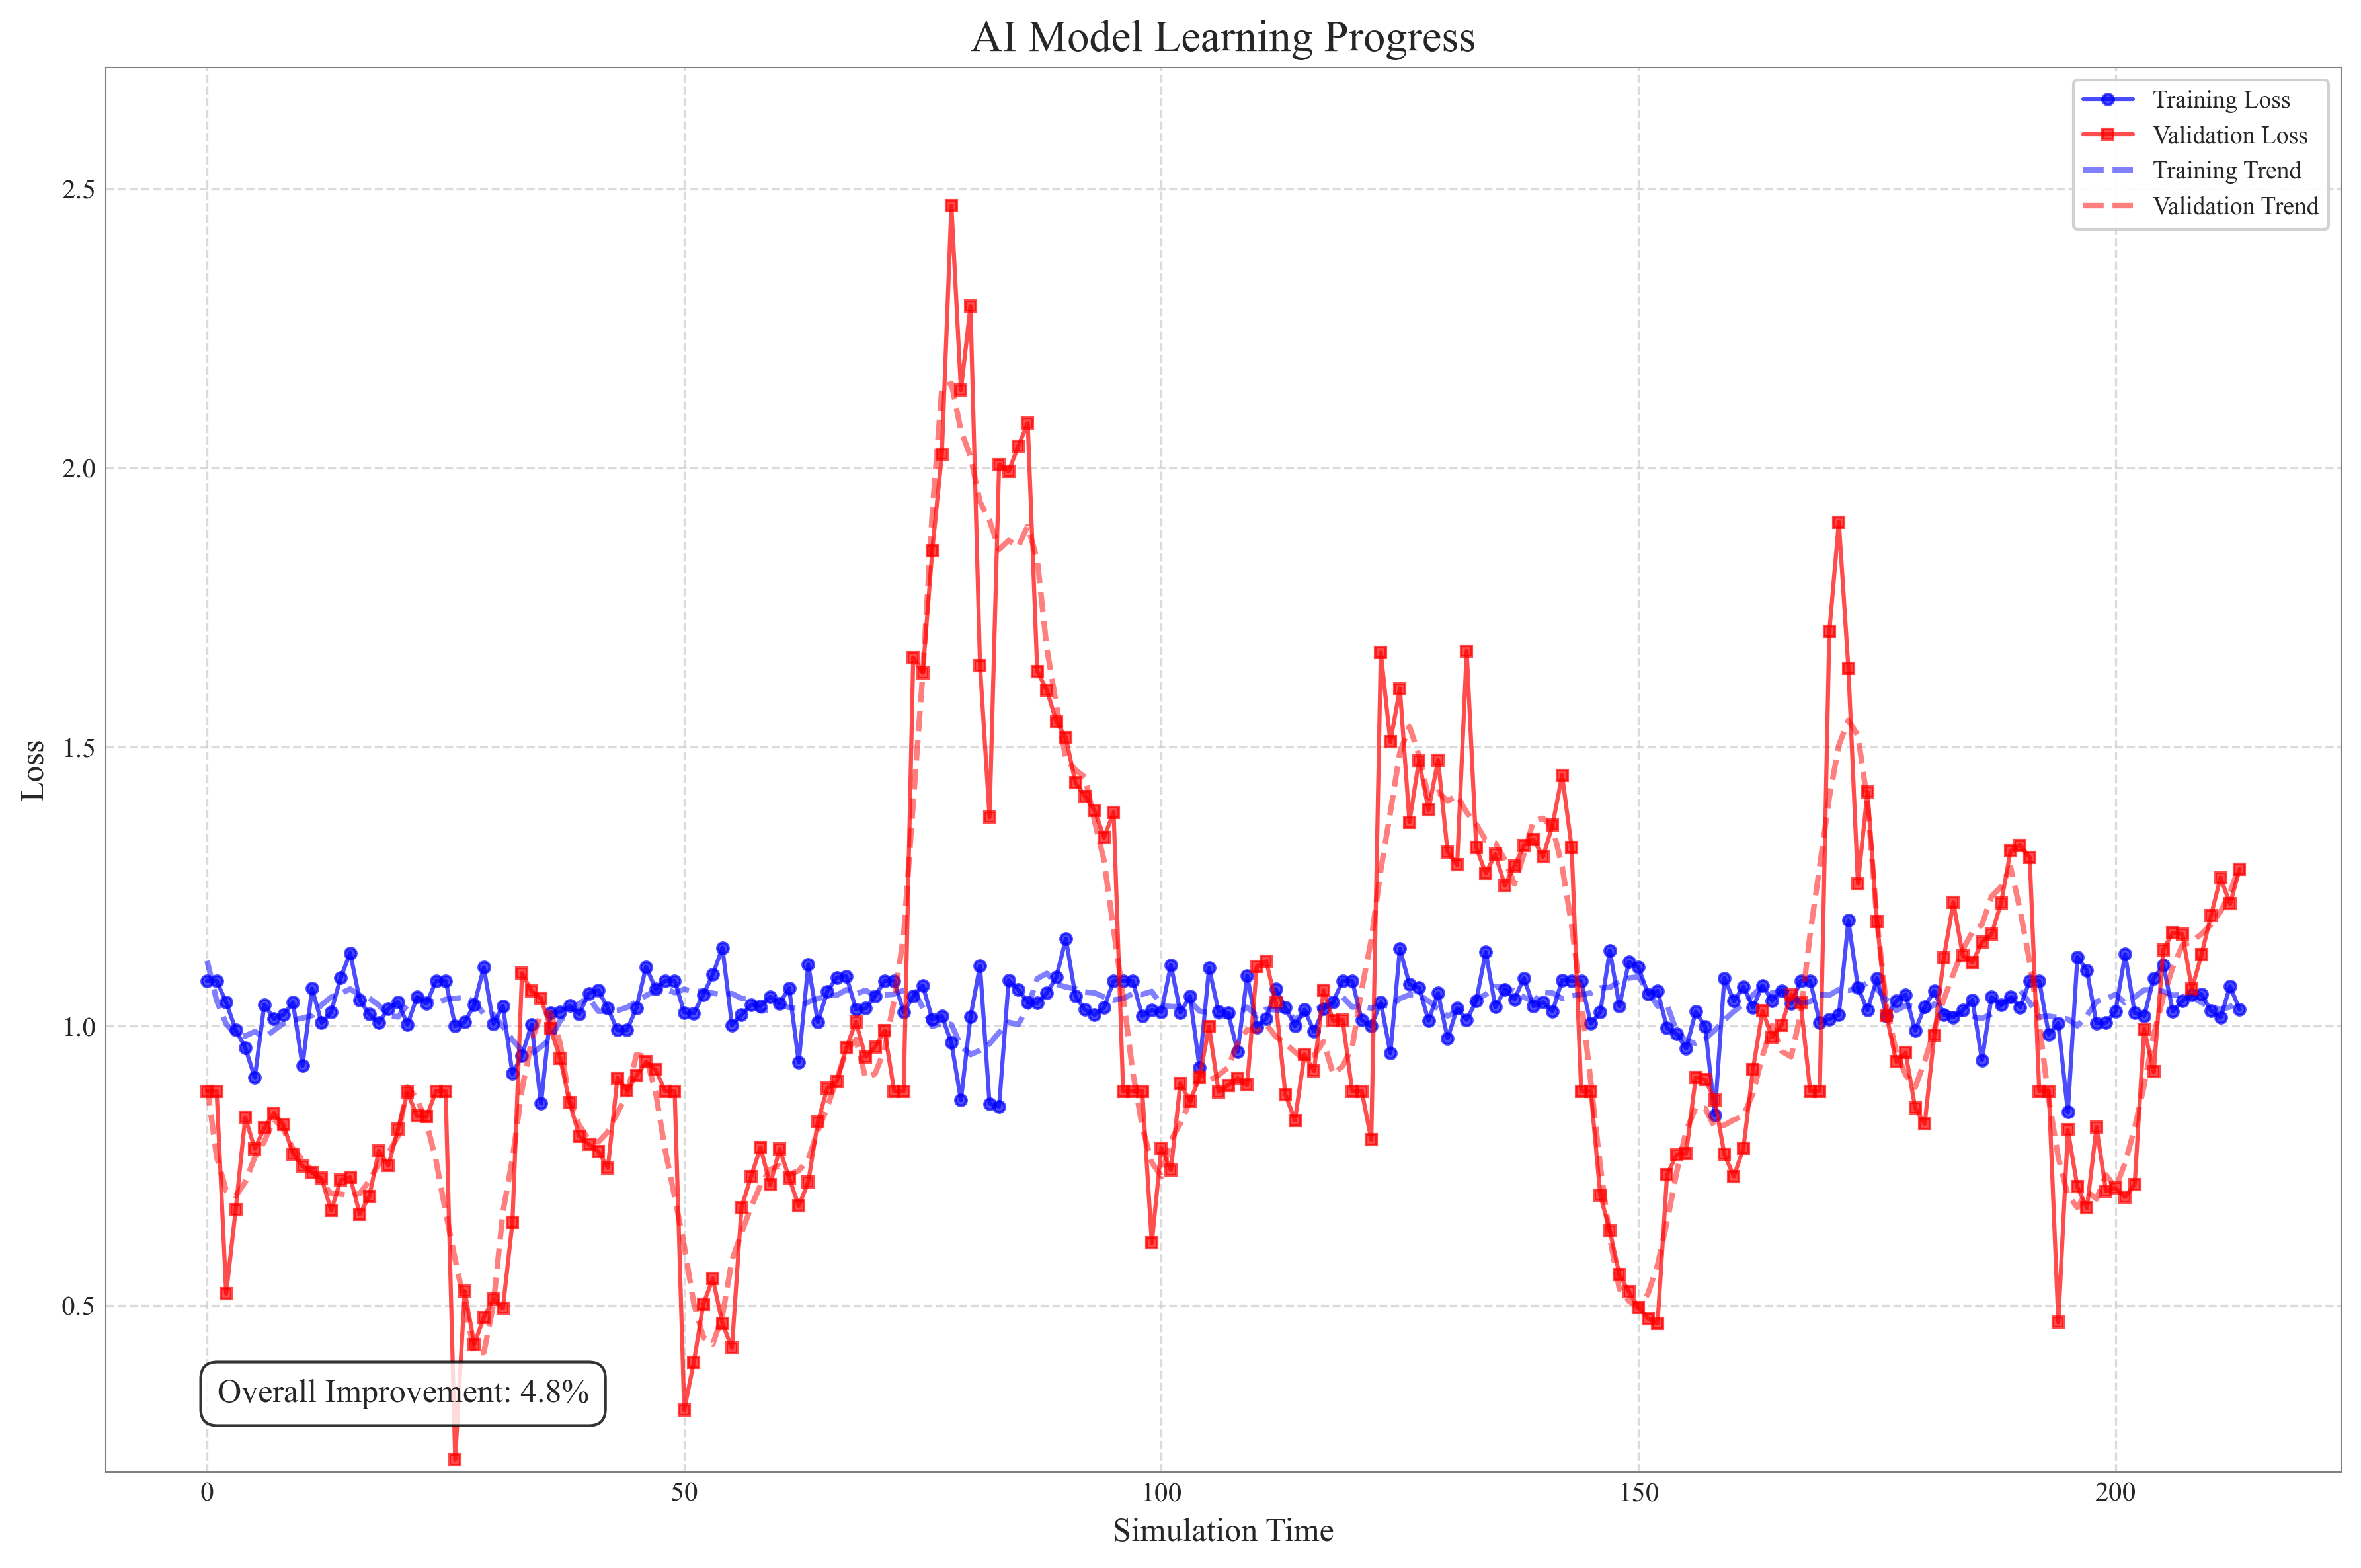 AI Model Learning Progress
Training Loss
Validation Loss
Training Trend
Validation Trend
2.5
2.0
1.5
1.0
0.5
Loss
Overall Improvement: 4.8%
0
50
100
150
200
Simulation Time